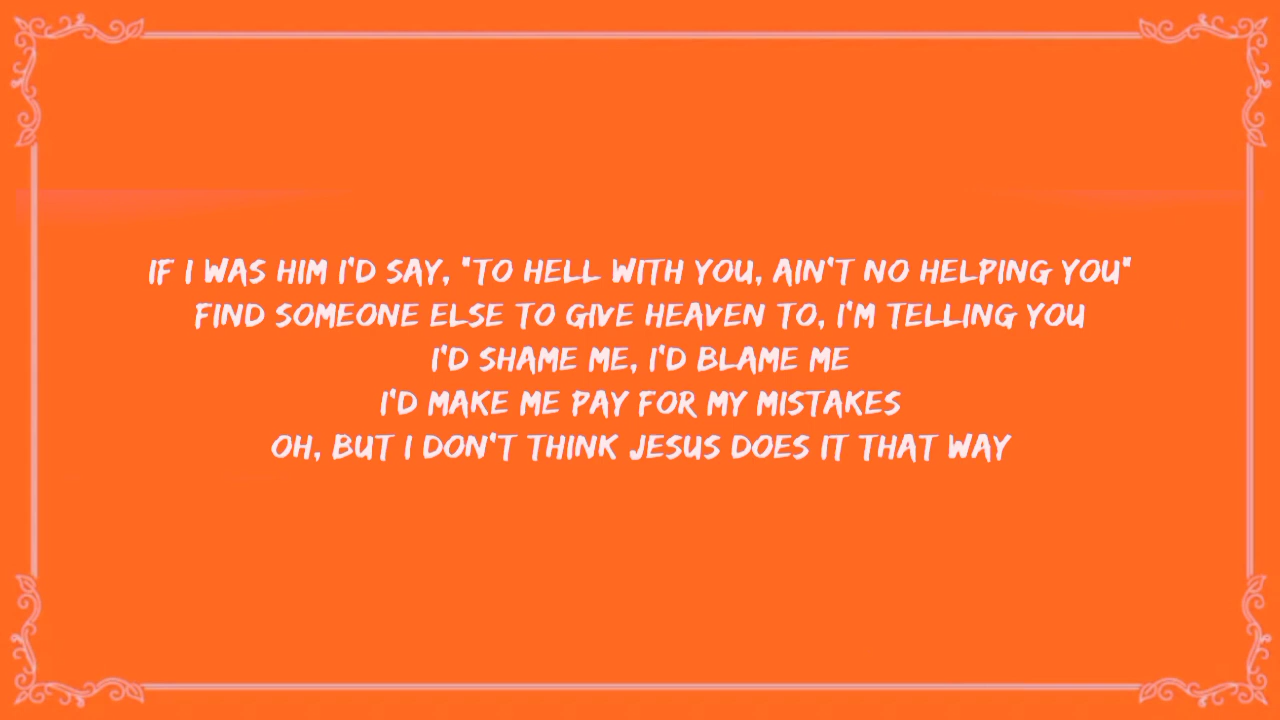 IF I WAS HIM I'D SAY, "TO HELL WITH YOU, AIN'T NO HELPING YOU"
FIND SOMEONE ELSE TO GIVE HEAVEN TO, I'M TELLING YOU
I'D SHAME ME, I'D BLAME ME
I'D MAKE ME PAY FOR MY MISTAKES
OH, BUT I DON'T THINK JESUS DOES IT THAT WAY